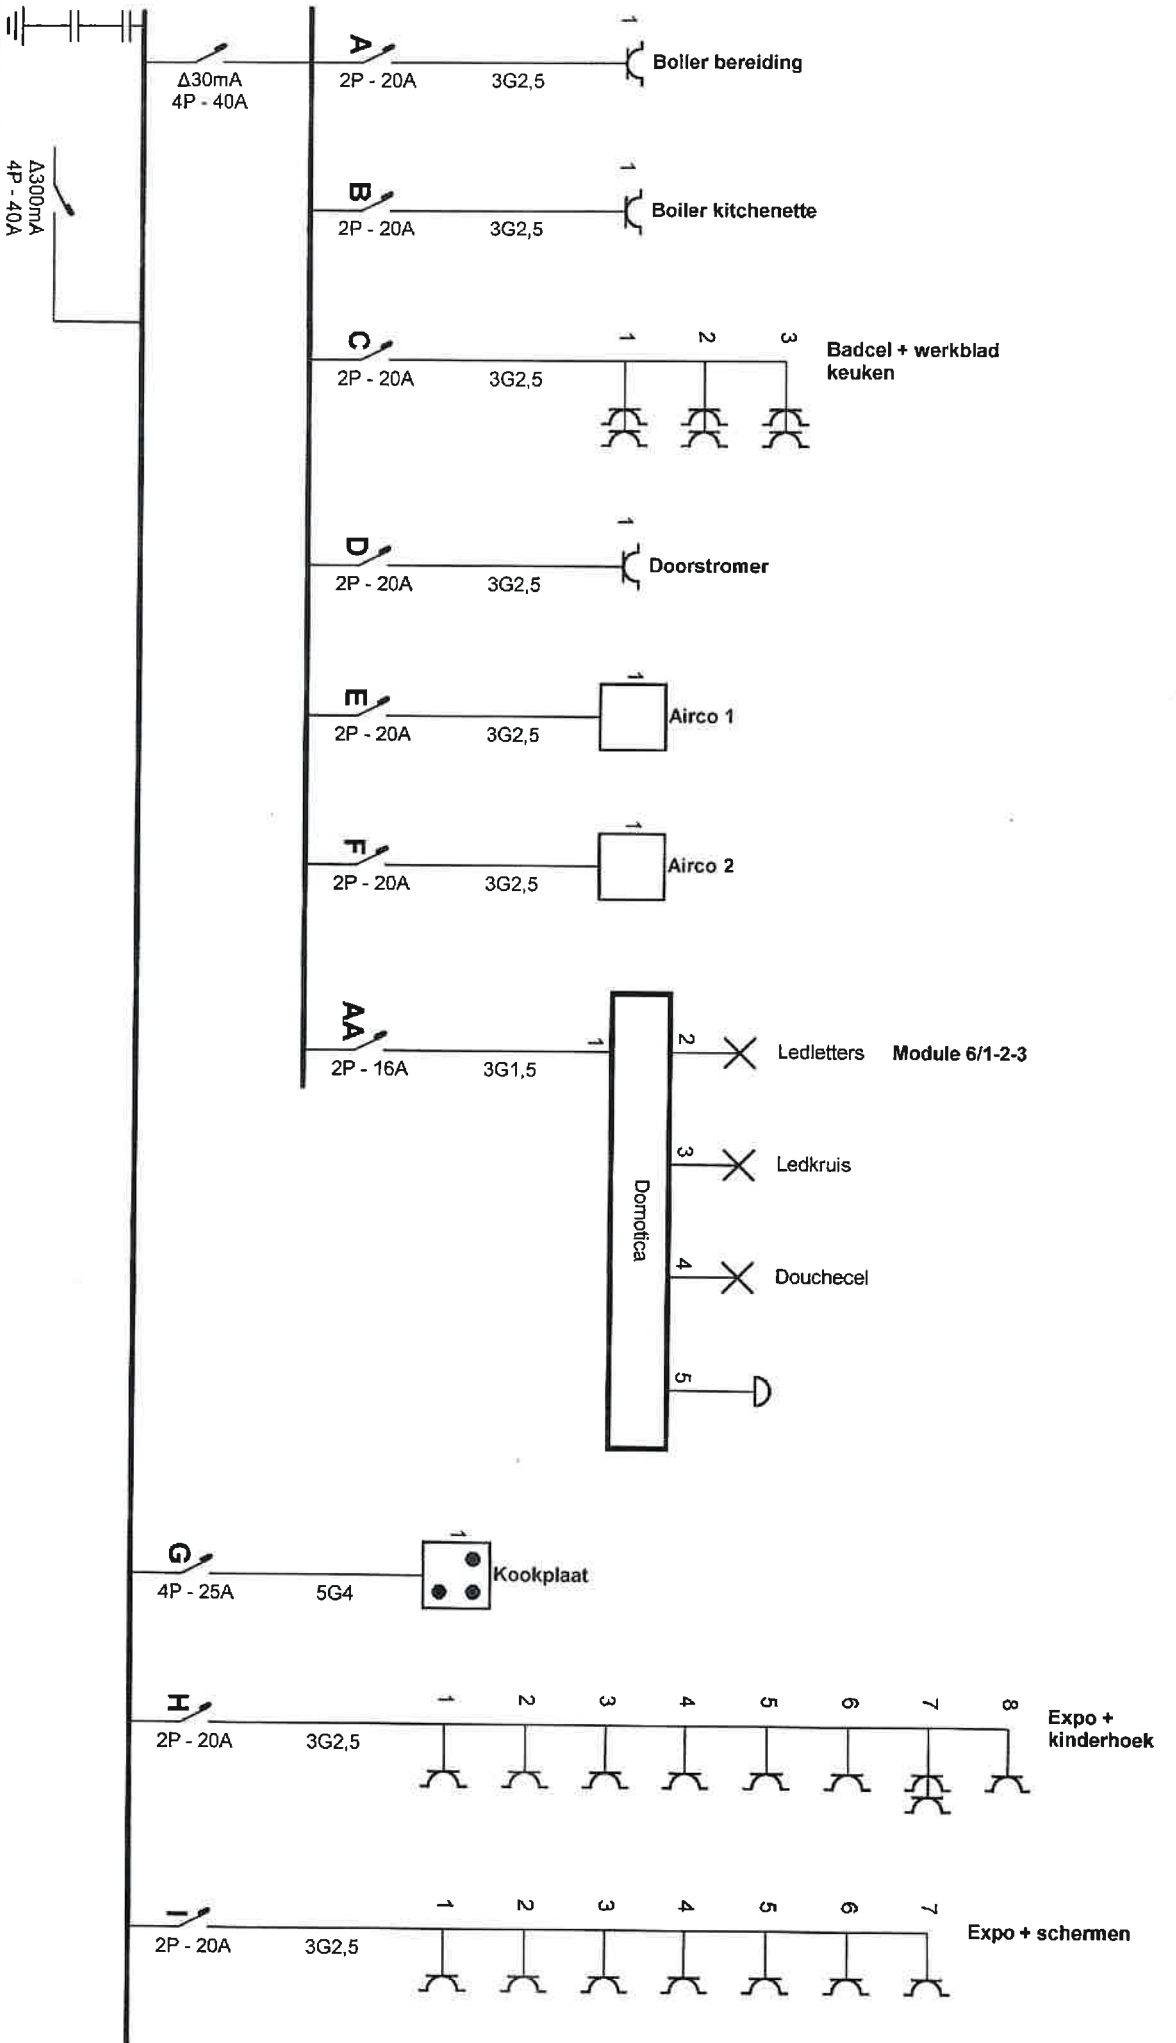 Δ30mA
4P - 40A
Δ300mA
4P - 40A
A
2P - 20A
3G2,5
1
Boiler bereiding
B
2P - 20A
3G2,5
1
Boiler kitchenette
C
2P - 20A
3G2,5
1
2
3
Badcel + werkblad
keuken
D
2P - 20A
3G2,5
1
Doorstromer
E
2P - 20A
3G2,5
1
Airco 1
F
2P - 20A
3G2,5
1
Airco 2
AA
2P - 16A
3G1,5
1
Domotica
2
Ledletters
Module 6/1-2-3
3
Ledkruis
4
Douchecel
5
G
4P - 25A
5G4
1
Kookplaat
H
2P - 20A
3G2,5
1
2
3
4
5
6
7
8
Expo +
kinderhoek
I
2P - 20A
3G2,5
1
2
3
4
5
6
7
Expo + schermen